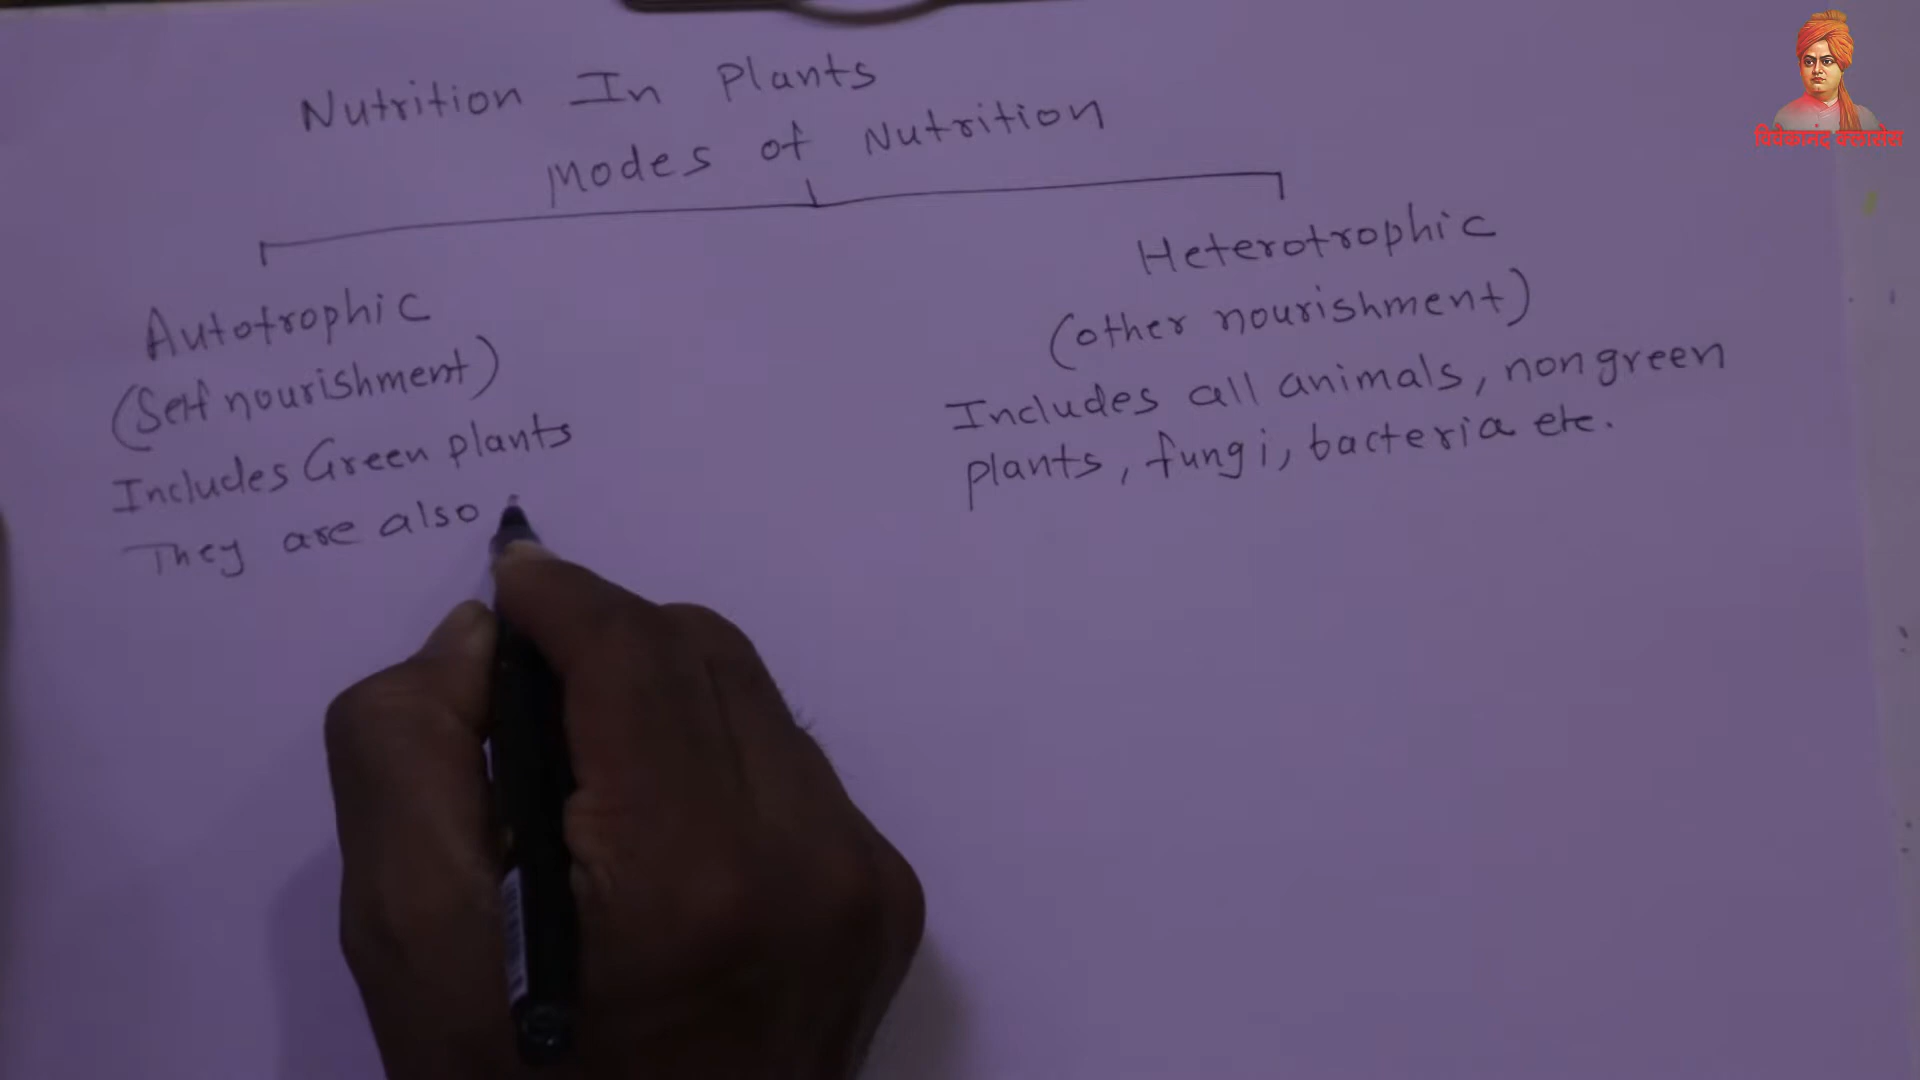 Nutrition In Plants
Modes of Nutrition
Autotrophic
(Self nourishment)
Includes Green plants
They are also
Heterotrophic
(other nourishment)
Includes all animals, non green
plants, fungi, bacteria etc.
विवेकानंद क्लासेस